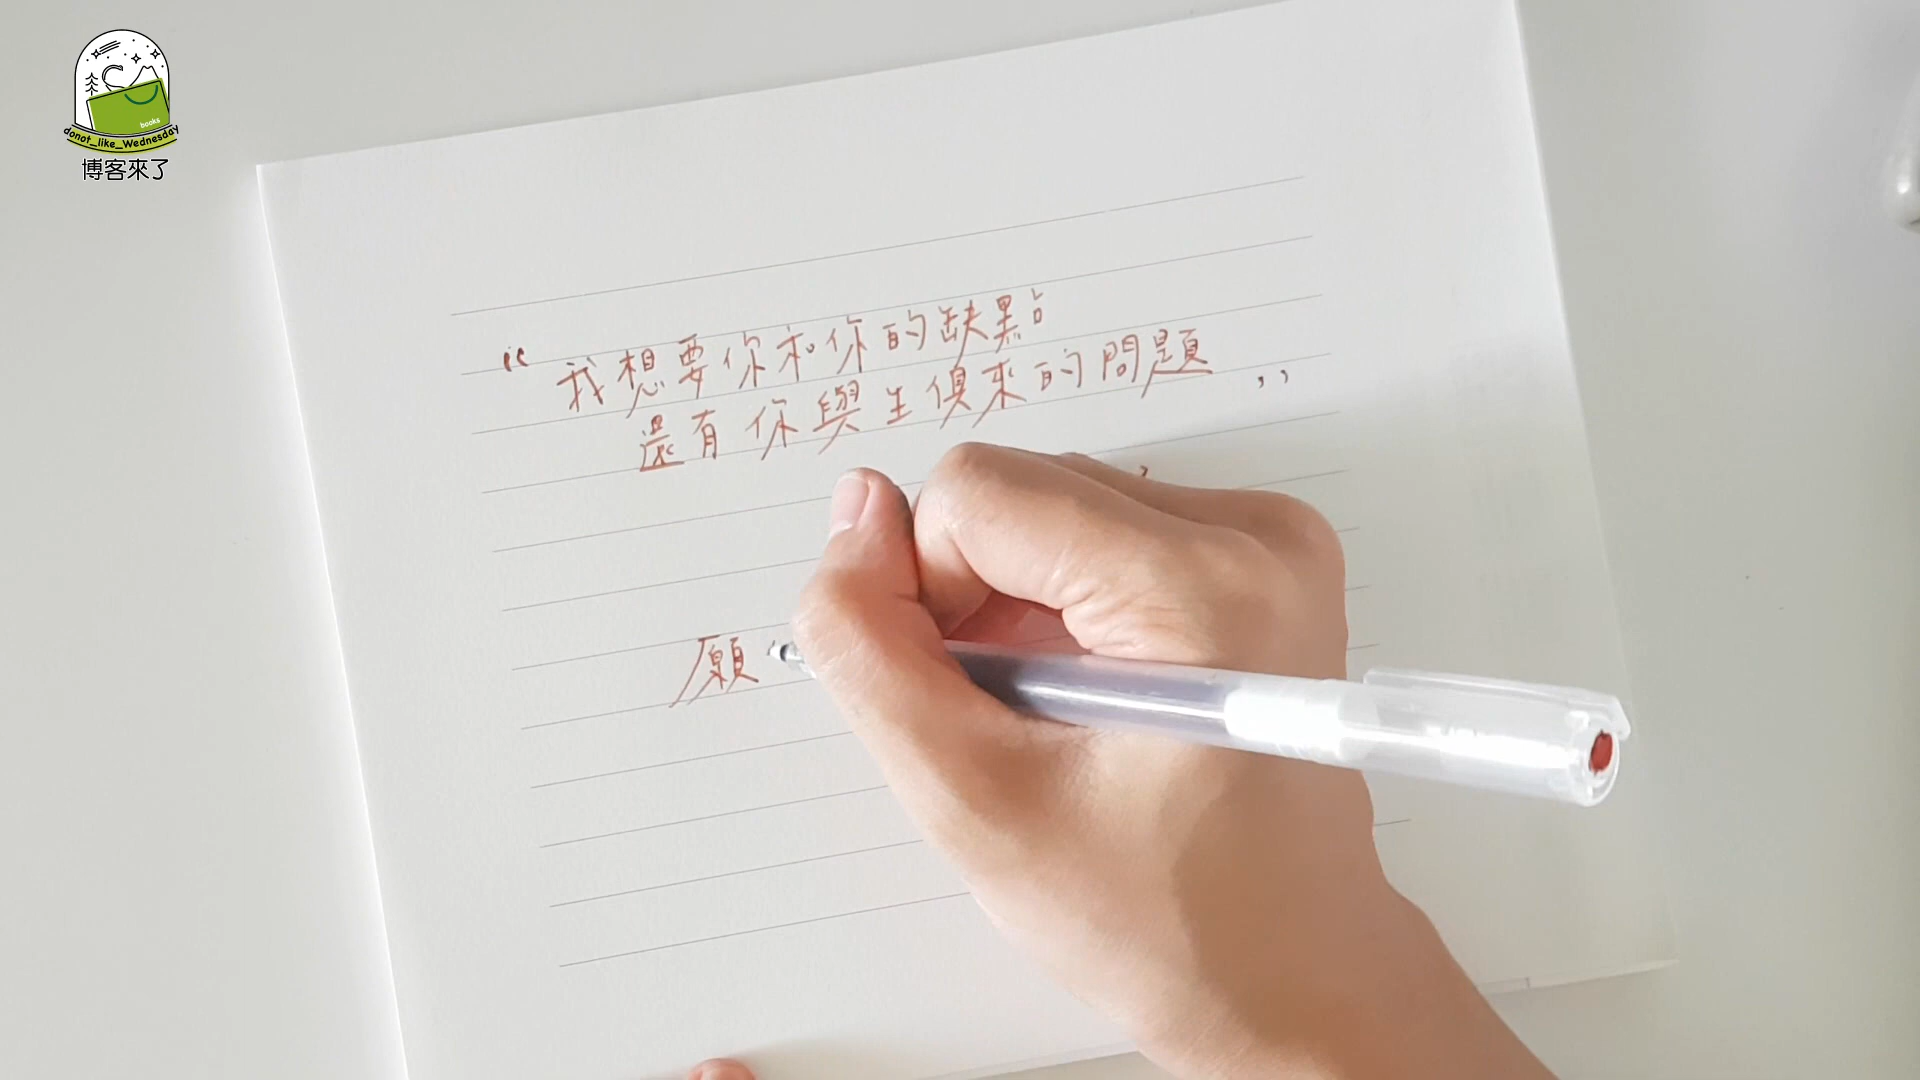 books
donot_like_Wednesday
博客來了
“我想要你和你的缺點
還有你與生俱來的問題”
願